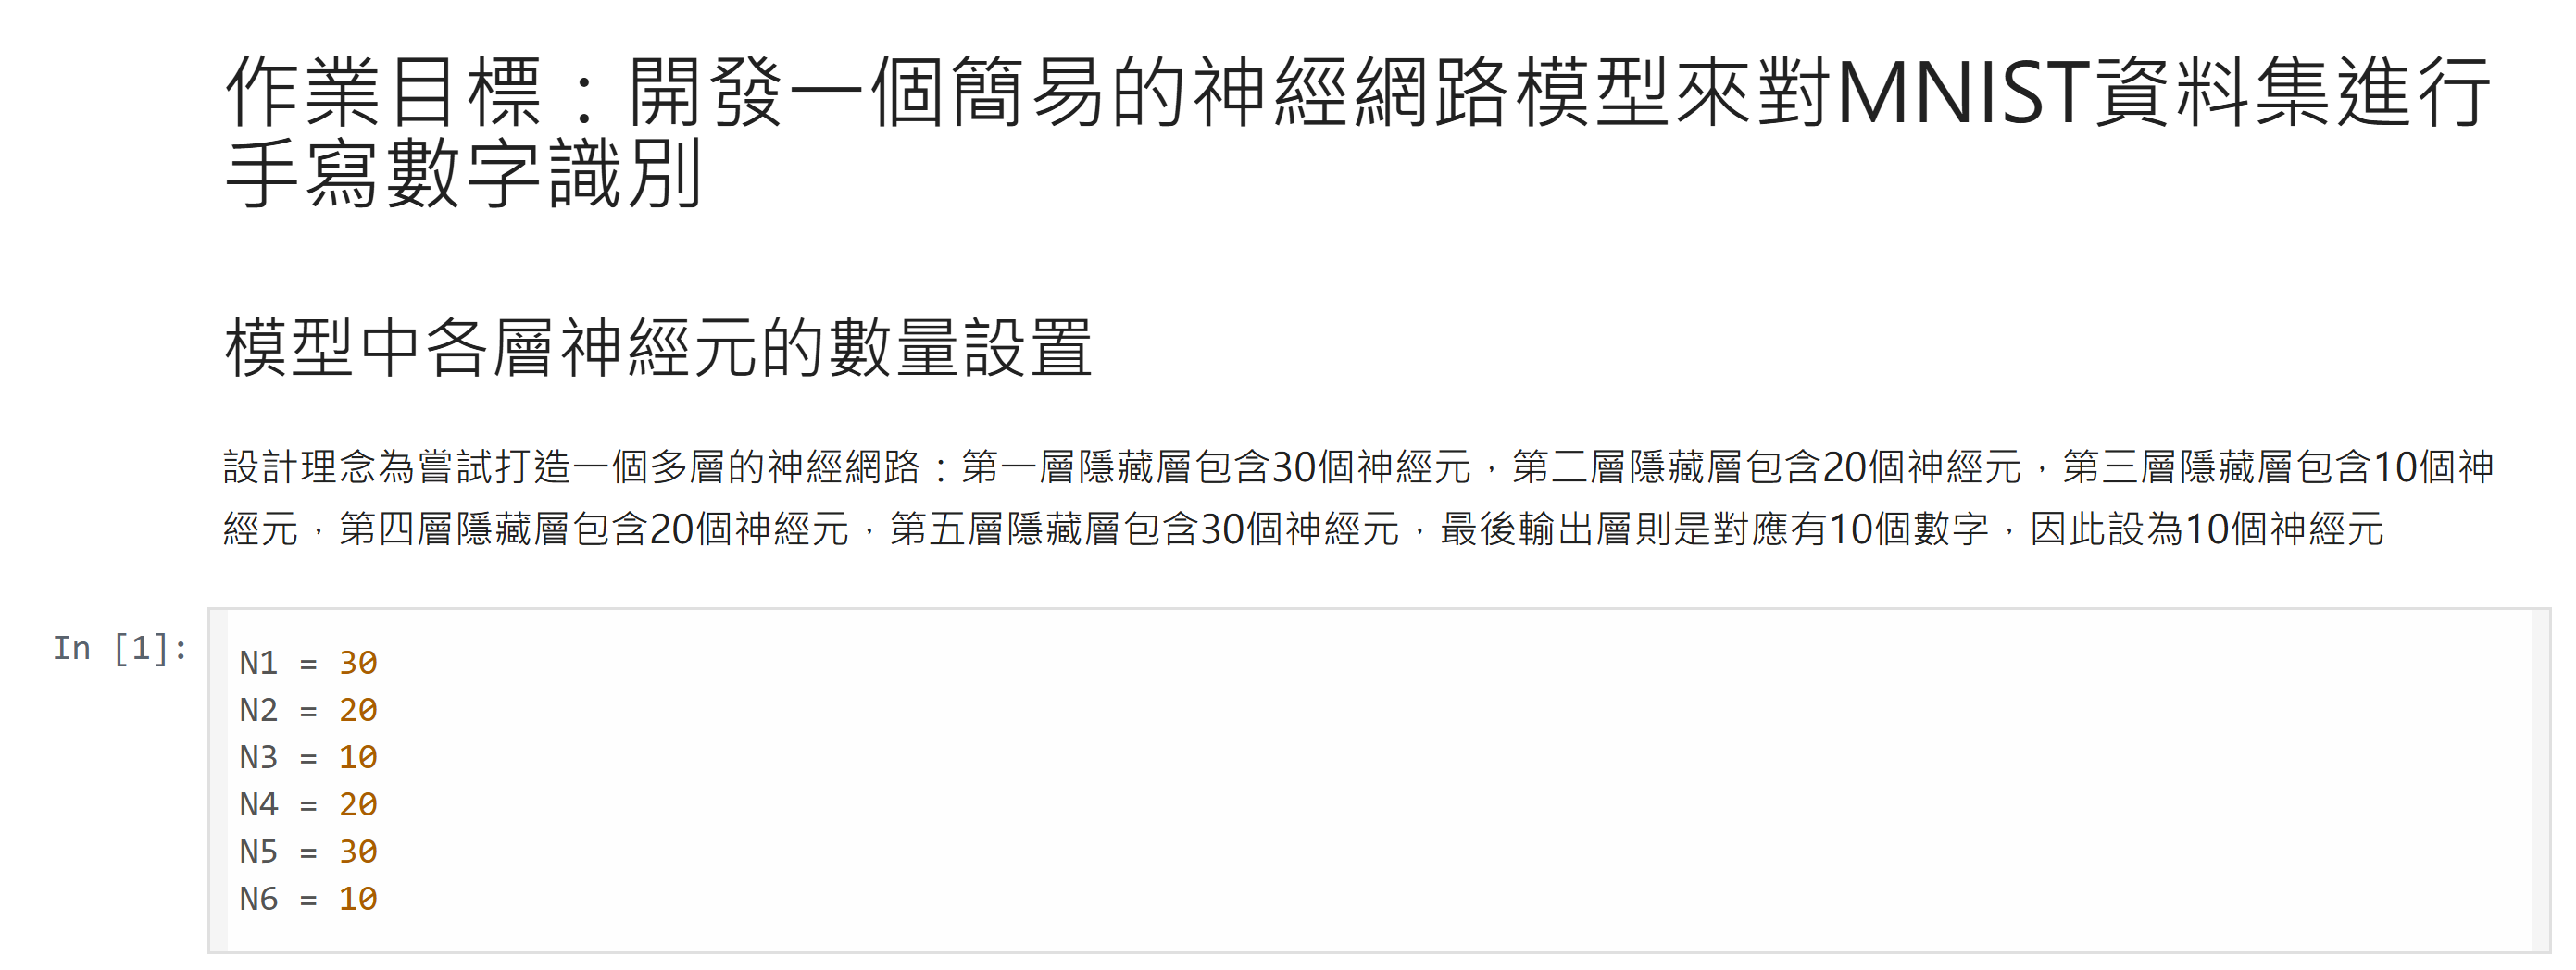 作業目標：開發一個簡易的神經網路模型來對MNIST資料集進行
手寫數字識別
模型中各層神經元的數量設置
設計理念為嘗試打造一個多層的神經網路：第一層隱藏層包含30個神經元，第二層隱藏層包含20個神經元，第三層隱藏層包含10個神
經元，第四層隱藏層包含20個神經元，第五層隱藏層包含30個神經元，最後輸出層則是對應有10個數字，因此設為10個神經元
In [1]:
N1 = 30
N2 = 20
N3 = 10
N4 = 20
N5 = 30
N6 = 10